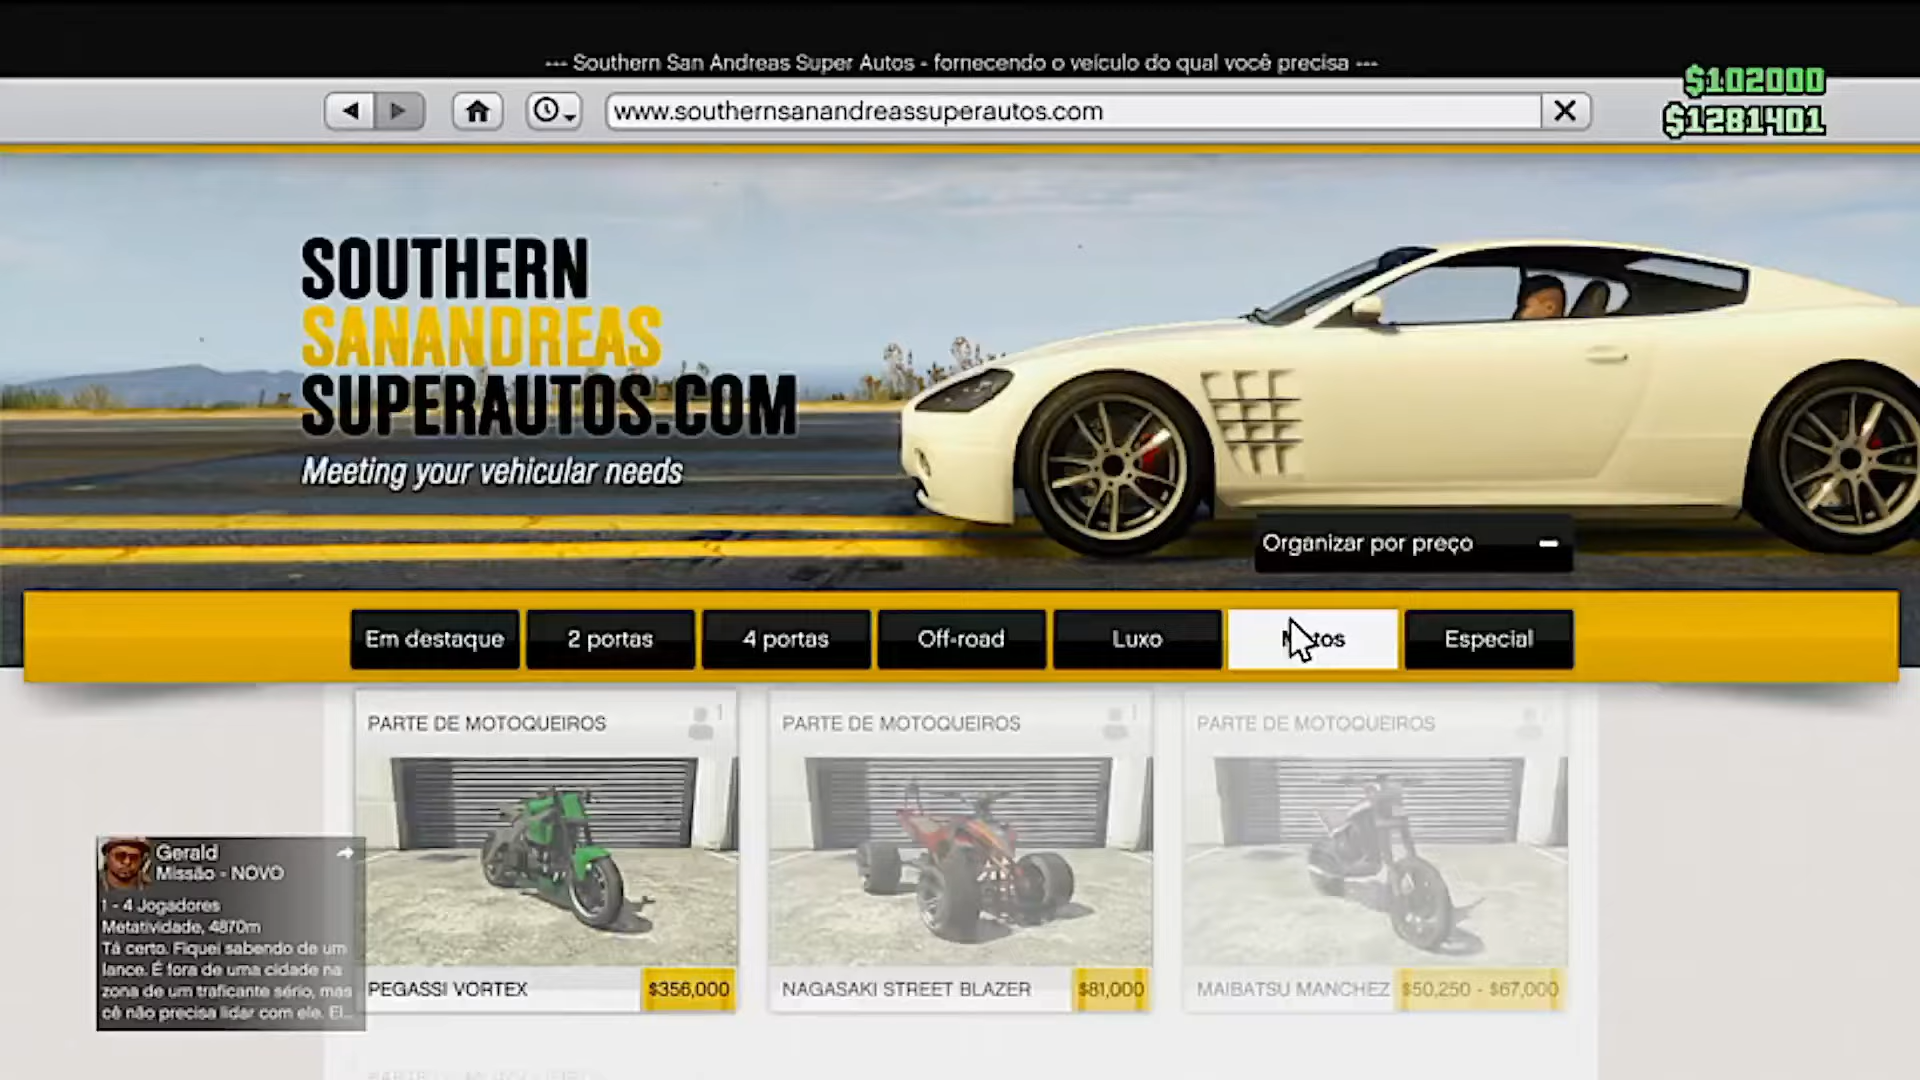 --- Southern San Andreas Super Autos - fornecendo o veículo do qual você precisa ---
$102000
www.southernsanandreassuperautos.com
$1281401
SOUTHERN
SANANDREAS
SUPERAUTOS.COM
Meeting your vehicular needs
Organizar por preço
Em destaque
2 portas
4 portas
Off-road
Luxo
Motos
Especial
PARTE DE MOTOQUEIROS
1
PARTE DE MOTOQUEIROS
1
PARTE DE MOTOQUEIROS
PEGASSI VORTEX
$356,000
NAGASAKI STREET BLAZER
$81,000
MAIBATSU MANCHEZ
$50,250 - $67,000
Gerald
Missão - NOVO
1 - 4 Jogadores
Metatividade, 4870m
Tá certo. Fiquei sabendo de um
lance. É fora de uma cidade na
zona de um traficante sério, mas
cê não precisa lidar com ele. El...